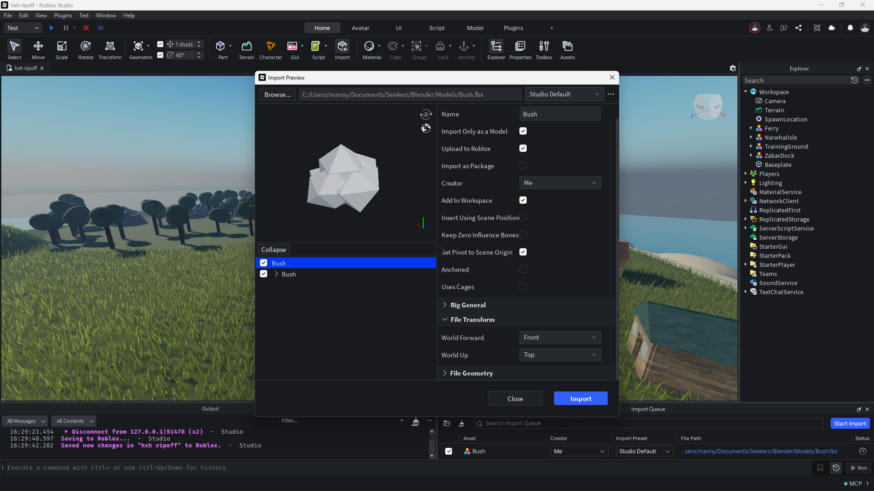 hxh ripoff - Roblox Studio
File Edit View Plugins Test Window Help
Test
Home Avatar UI Script Model Plugins
Select Move Scale Rotate Transform Geometric 1 studs 45° Part Terrain Character GUI Script Import Material Color Group Lock Anchor Explorer Properties Toolbox Assets
hxh ripoff
Import Preview
Browse... C:/Users/manny/Documents/Seekers/Blender/Models/Bush.fbx Studio Default
Name Bush
Import Only as a Model
Upload to Roblox
Import as Package
Creator Me
Add to Workspace
Insert Using Scene Position
Keep Zero Influence Bones
Set Pivot to Scene Origin
Anchored
Uses Cages
Rig General
File Transform
World Forward Front
World Up Top
File Geometry
Collapse
Bush
Bush
Close Import
Explorer
Search
Workspace
Camera
Terrain
SpawnLocation
Ferry
NarwhaIsle
TrainingGround
ZabarDock
Baseplate
Players
Lighting
MaterialService
NetworkClient
ReplicatedFirst
ReplicatedStorage
ServerScriptService
ServerStorage
StarterGui
StarterPack
StarterPlayer
Teams
SoundService
TextChatService
Output
All Messages All Contexts Filter...
16:29:23.454 Disconnect from 127.0.0.1|51478 (x2) - Studio
16:29:40.597 Saving to Roblox... - Studio
16:29:42.282 Saved new changes in "hxh ripoff" to Roblox. - Studio
Import Queue
Search Import Queue Start Import
Asset Creator Import Preset File Path Status
Bush Me Studio Default ...sers/manny/Documents/Seekers/Blender/Models/Bush.fbx
Execute a command with Ctrl+↵ or use Ctrl+Up/Down for history
Run
MCP · 1